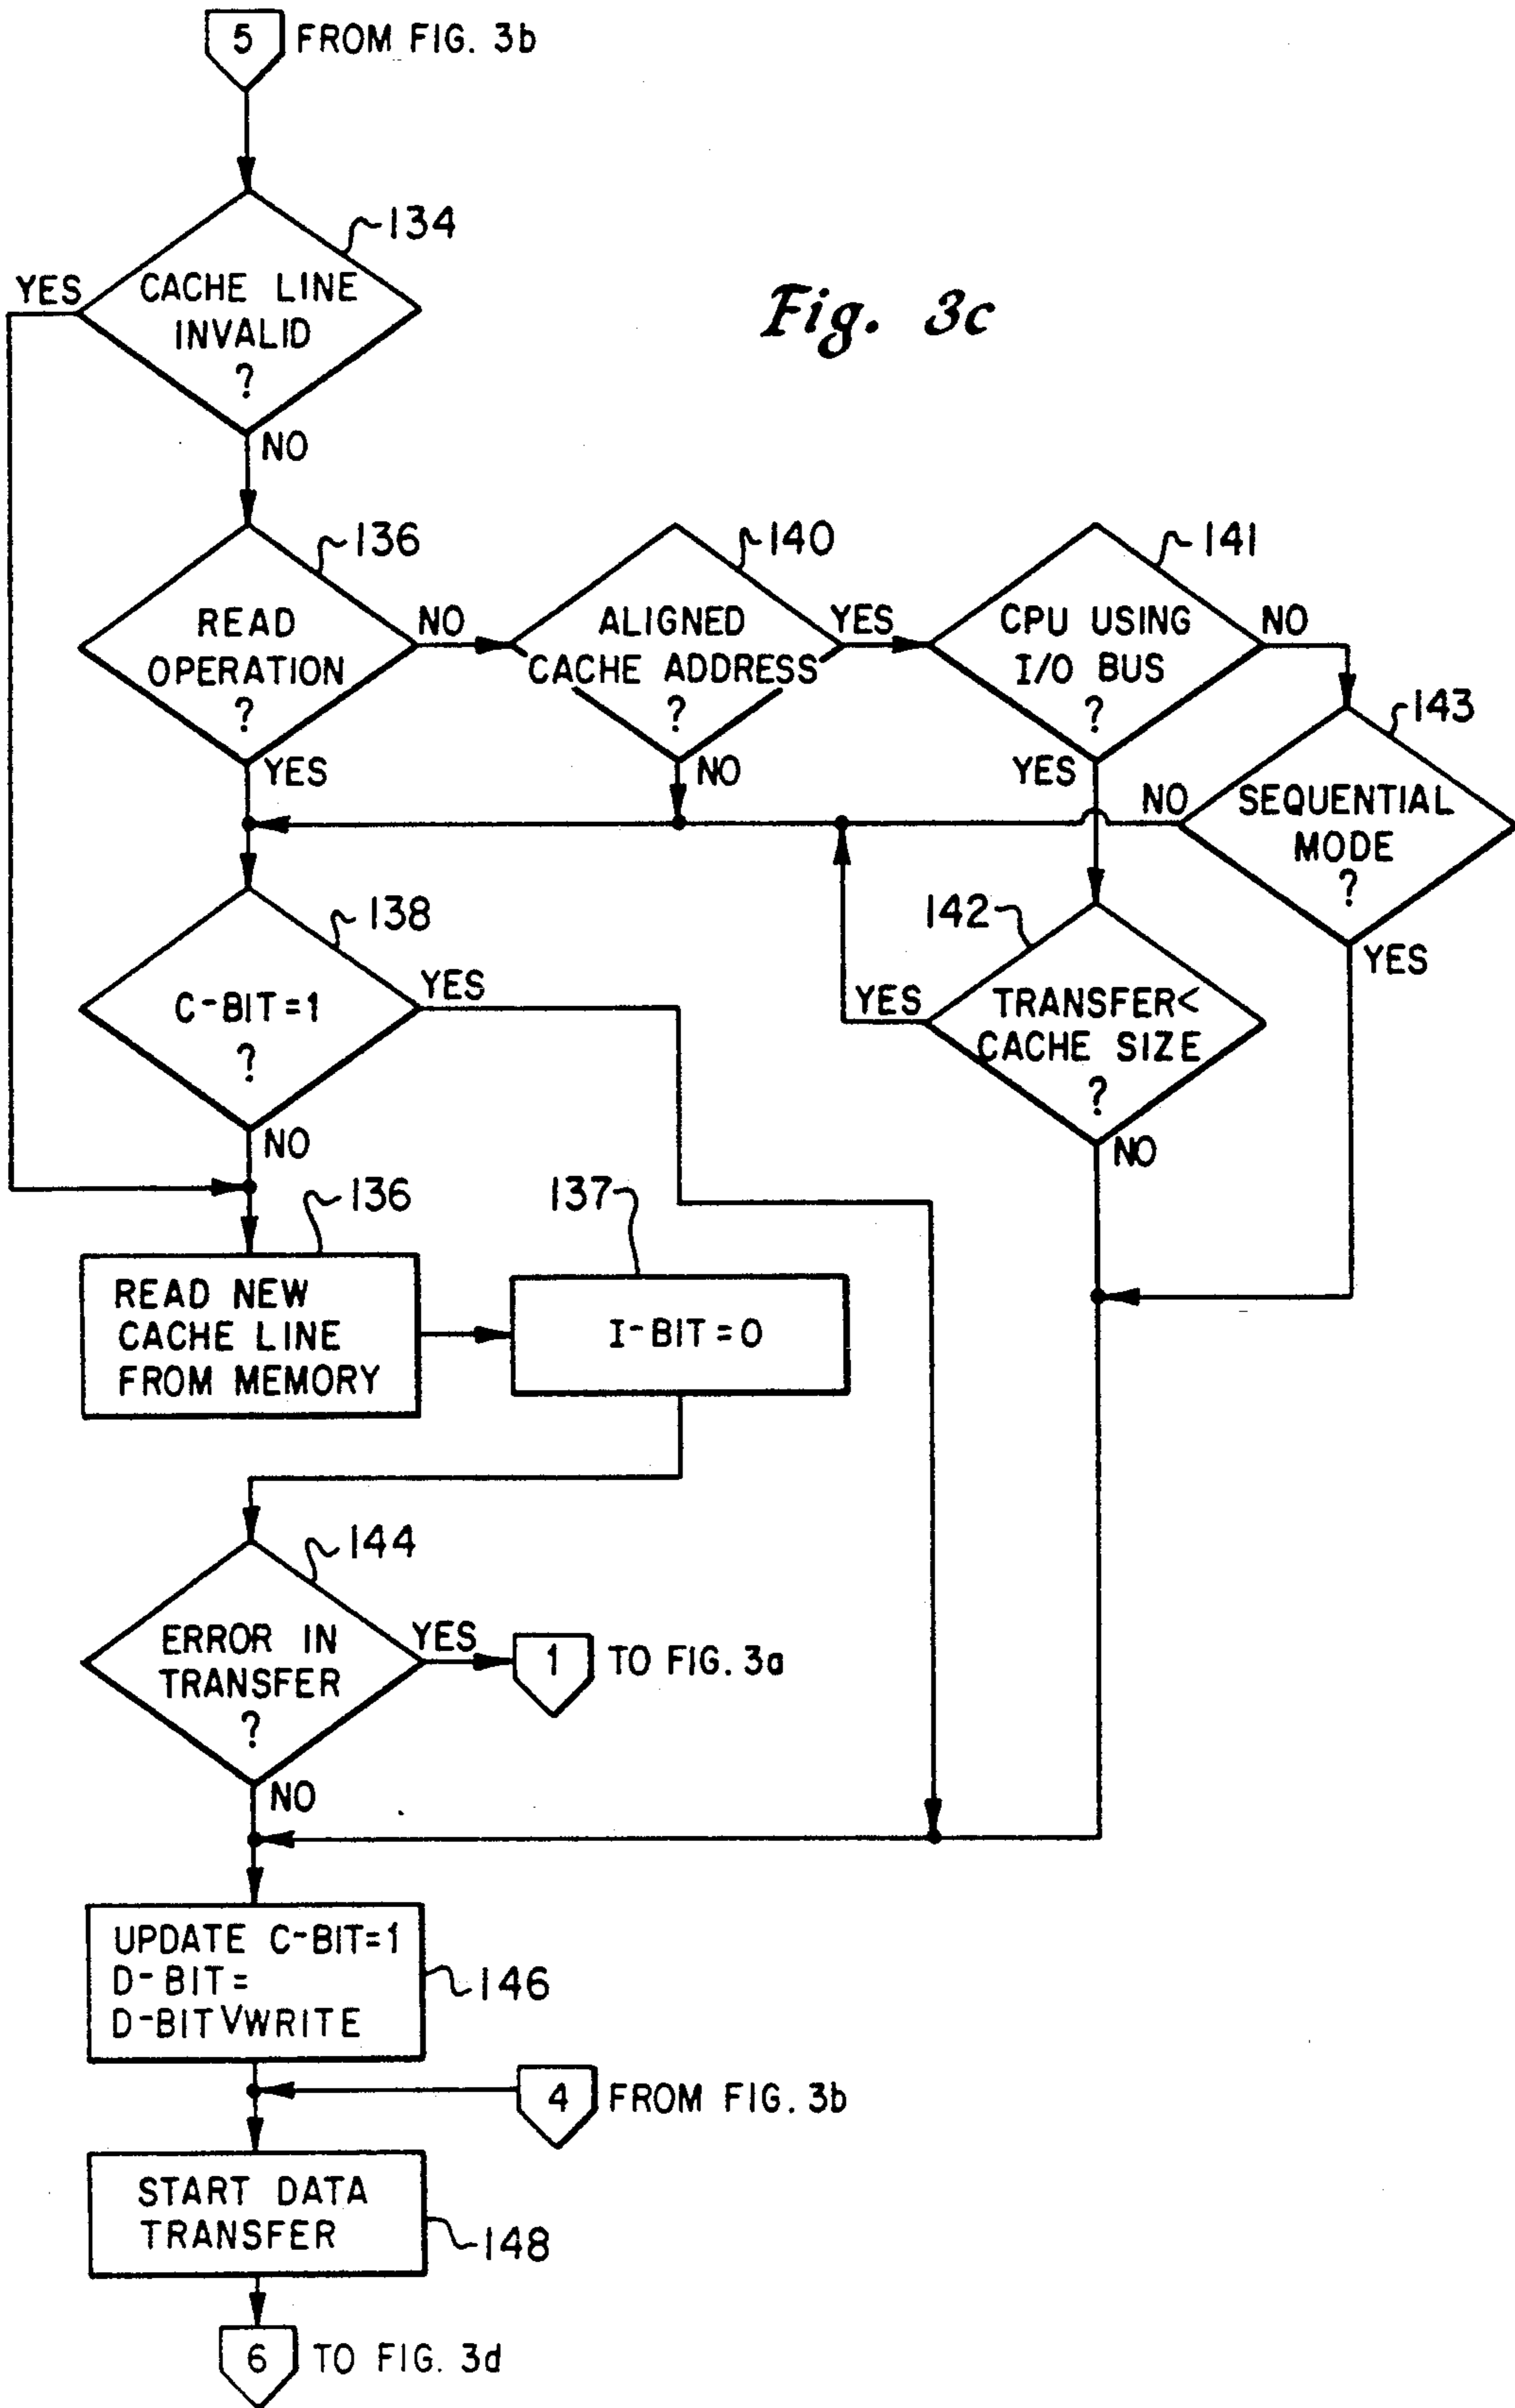 5 FROM FIG. 3b
134
YES
CACHE LINE
INVALID
?
NO
Fig. 3c
136
READ
OPERATION
?
NO
YES
140
ALIGNED
CACHE ADDRESS
?
YES
NO
141
CPU USING
I/O BUS
?
NO
YES
143
SEQUENTIAL
MODE
?
NO
YES
142
TRANSFER<
CACHE SIZE
?
YES
NO
138
C-BIT=1
?
YES
NO
136
READ NEW
CACHE LINE
FROM MEMORY
137
I-BIT=0
144
ERROR IN
TRANSFER
?
YES
1 TO FIG. 3a
NO
UPDATE C-BIT=1
D-BIT=
D-BIT∨WRITE
146
4 FROM FIG. 3b
START DATA
TRANSFER
148
6 TO FIG. 3d